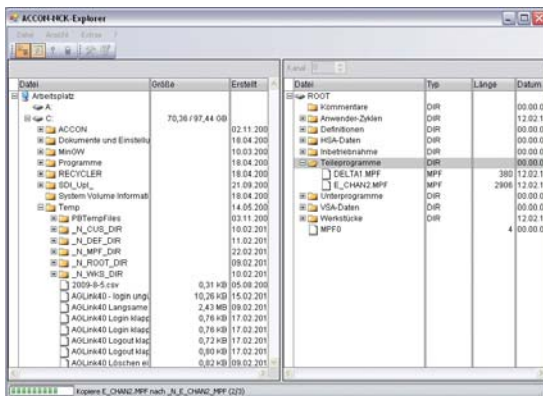 ACCON-NCK-Explorer
Datei Ansicht Extras ?
Kanal
Datei Größe Erstellt
Arbeitsplatz
A:
C: 70,36 / 97,44 GB
ACCON 02.11.200
Dokumente und Einstellu 18.04.200
MinGW 10.03.200
Programme 18.04.200
RECYCLER 18.04.200
SDI_Upl_ 21.09.200
System Volume Informati 18.04.200
Temp 14.05.200
PBTempFiles 03.11.200
_N_CUS_DIR 10.02.201
_N_DEF_DIR 11.02.201
_N_MPF_DIR 22.02.201
_N_ROOT_DIR 09.02.201
_N_WKS_DIR 10.02.201
2009-8-5.csv 0,31 KB 05.08.200
AGLink40 - login ungü 10,26 KB 15.02.201
AGLink40 Langsame 2,43 MB 09.02.201
AGLink40 Login klapp 0,76 KB 17.02.201
AGLink40 Login klapp 0,78 KB 17.02.201
AGLink40 Logout klap 0,72 KB 17.02.201
AGLink40 Logout klap 0,80 KB 17.02.201
AGLink40 Löschen ei 0,82 KB 09.02.201
Datei Typ Länge Datum
ROOT
Kommentare DIR 00.00.0
Anwender-Zyklen DIR 12.02.1
Definitionen DIR 00.00.0
HSA-Daten DIR 00.00.0
Inbetriebnahme DIR 00.00.0
Teileprogramme DIR 00.00.0
DELTA1.MPF MPF 380 12.02.1
E_CHAN2.MPF MPF 2906 12.02.1
Unterprogramme DIR 00.00.0
VSA-Daten DIR 00.00.0
Werkstücke DIR 12.02.1
MPF0 4 00.00.0
Kopiere E_CHAN2.MPF nach _N_E_CHAN2_MPF (2/3)